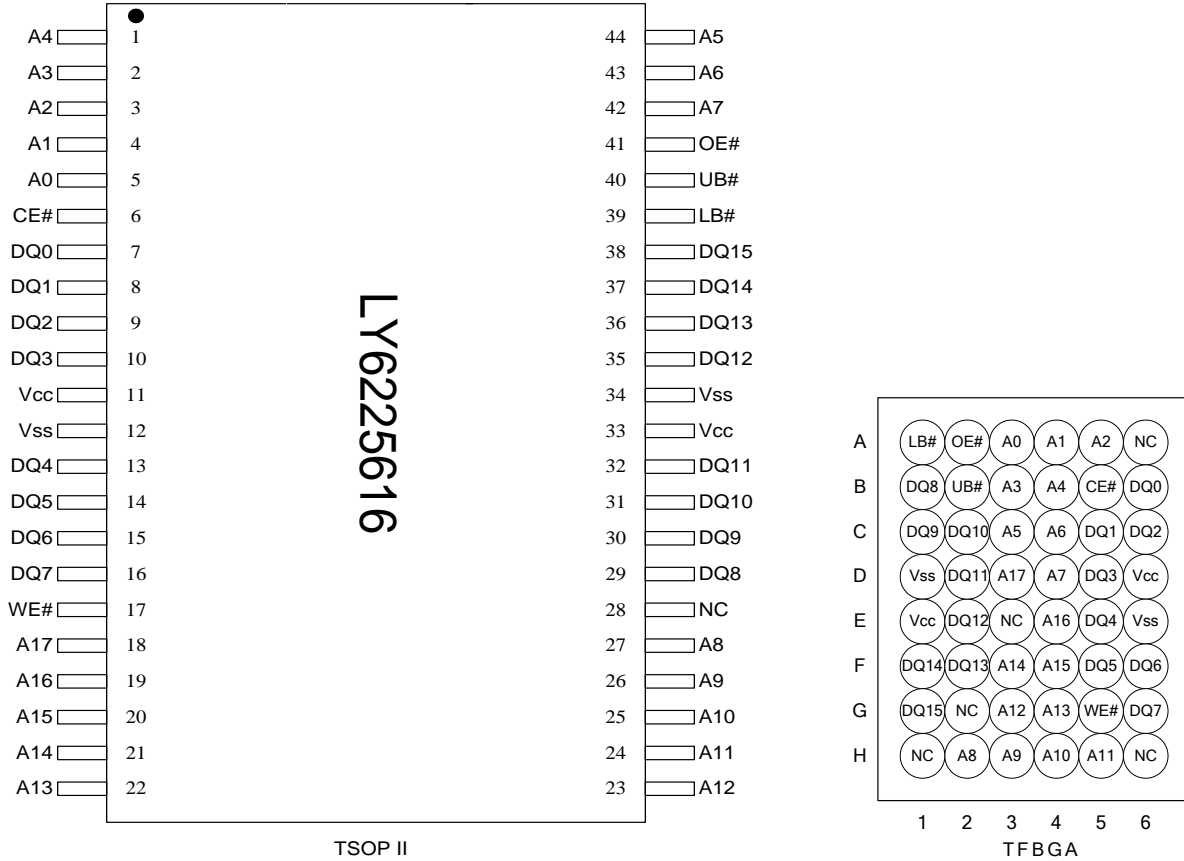 A4 1 44 A5
A3 2 43 A6
A2 3 42 A7
A1 4 41 OE#
A0 5 40 UB#
CE# 6 39 LB#
DQ0 7 38 DQ15
DQ1 8 37 DQ14
DQ2 9 36 DQ13
DQ3 10 35 DQ12
Vcc 11 34 Vss
Vss 12 33 Vcc
DQ4 13 32 DQ11
DQ5 14 31 DQ10
DQ6 15 30 DQ9
DQ7 16 29 DQ8
WE# 17 28 NC
A17 18 27 A8
A16 19 26 A9
A15 20 25 A10
A14 21 24 A11
A13 22 23 A12
LY6225616
TSOP II
A LB# OE# A0 A1 A2 NC
B DQ8 UB# A3 A4 CE# DQ0
C DQ9 DQ10 A5 A6 DQ1 DQ2
D Vss DQ11 A17 A7 DQ3 Vcc
E Vcc DQ12 NC A16 DQ4 Vss
F DQ14 DQ13 A14 A15 DQ5 DQ6
G DQ15 NC A12 A13 WE# DQ7
H NC A8 A9 A10 A11 NC
1 2 3 4 5 6
TFBGA